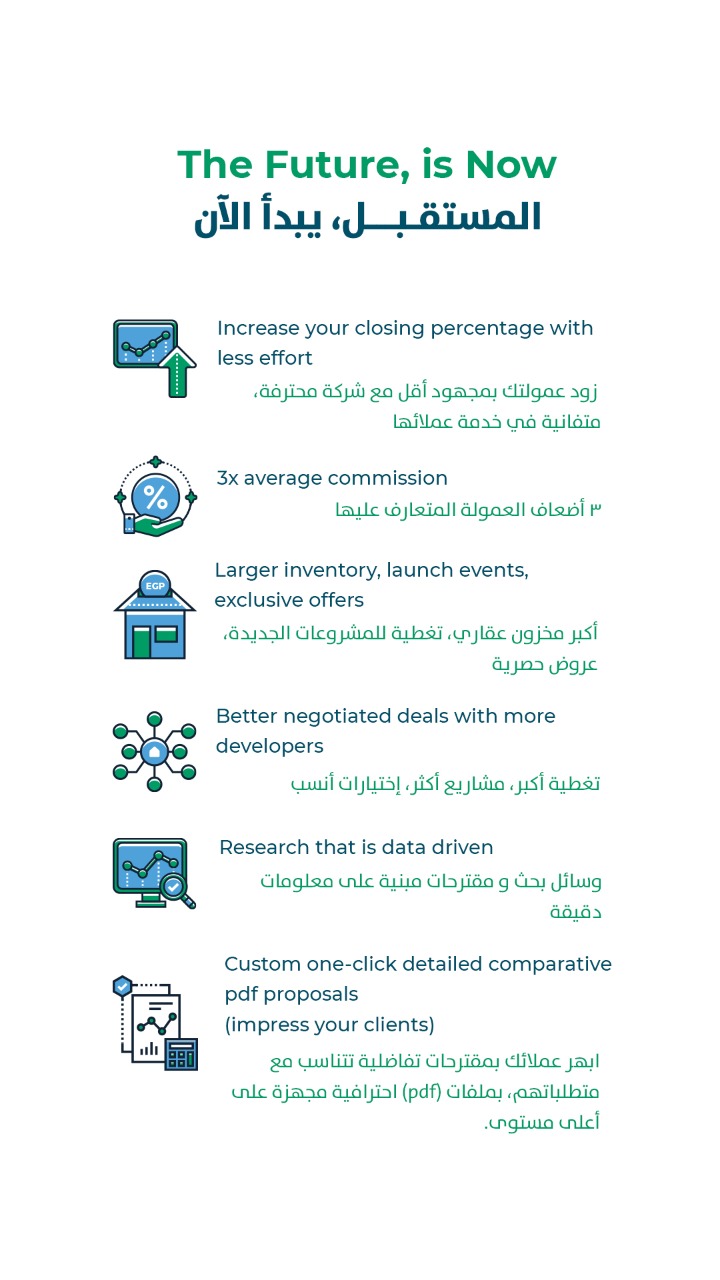 The Future, is Now
المستقبــل، يبدأ الآن
Increase your closing percentage with
less effort
زود عمولتك بمجهود أقل مع شركة محترفة،
متفانية في خدمة عملائها
%
3x average commission
٣ أضعاف العمولة المتعارف عليها
EGP
Larger inventory, launch events,
exclusive offers
أكبر مخزون عقاري، تغطية للمشروعات الجديدة،
عروض حصرية
Better negotiated deals with more
developers
تغطية أكبر، مشاريع أكثر، إختيارات أنسب
Research that is data driven
وسائل بحث و مقترحات مبنية على معلومات
دقيقة
Custom one-click detailed comparative
pdf proposals
(impress your clients)
ابهر عملائك بمقترحات تفاضلية تتناسب مع
متطلباتهم، بملفات (pdf) احترافية مجهزة على
أعلى مستوى.